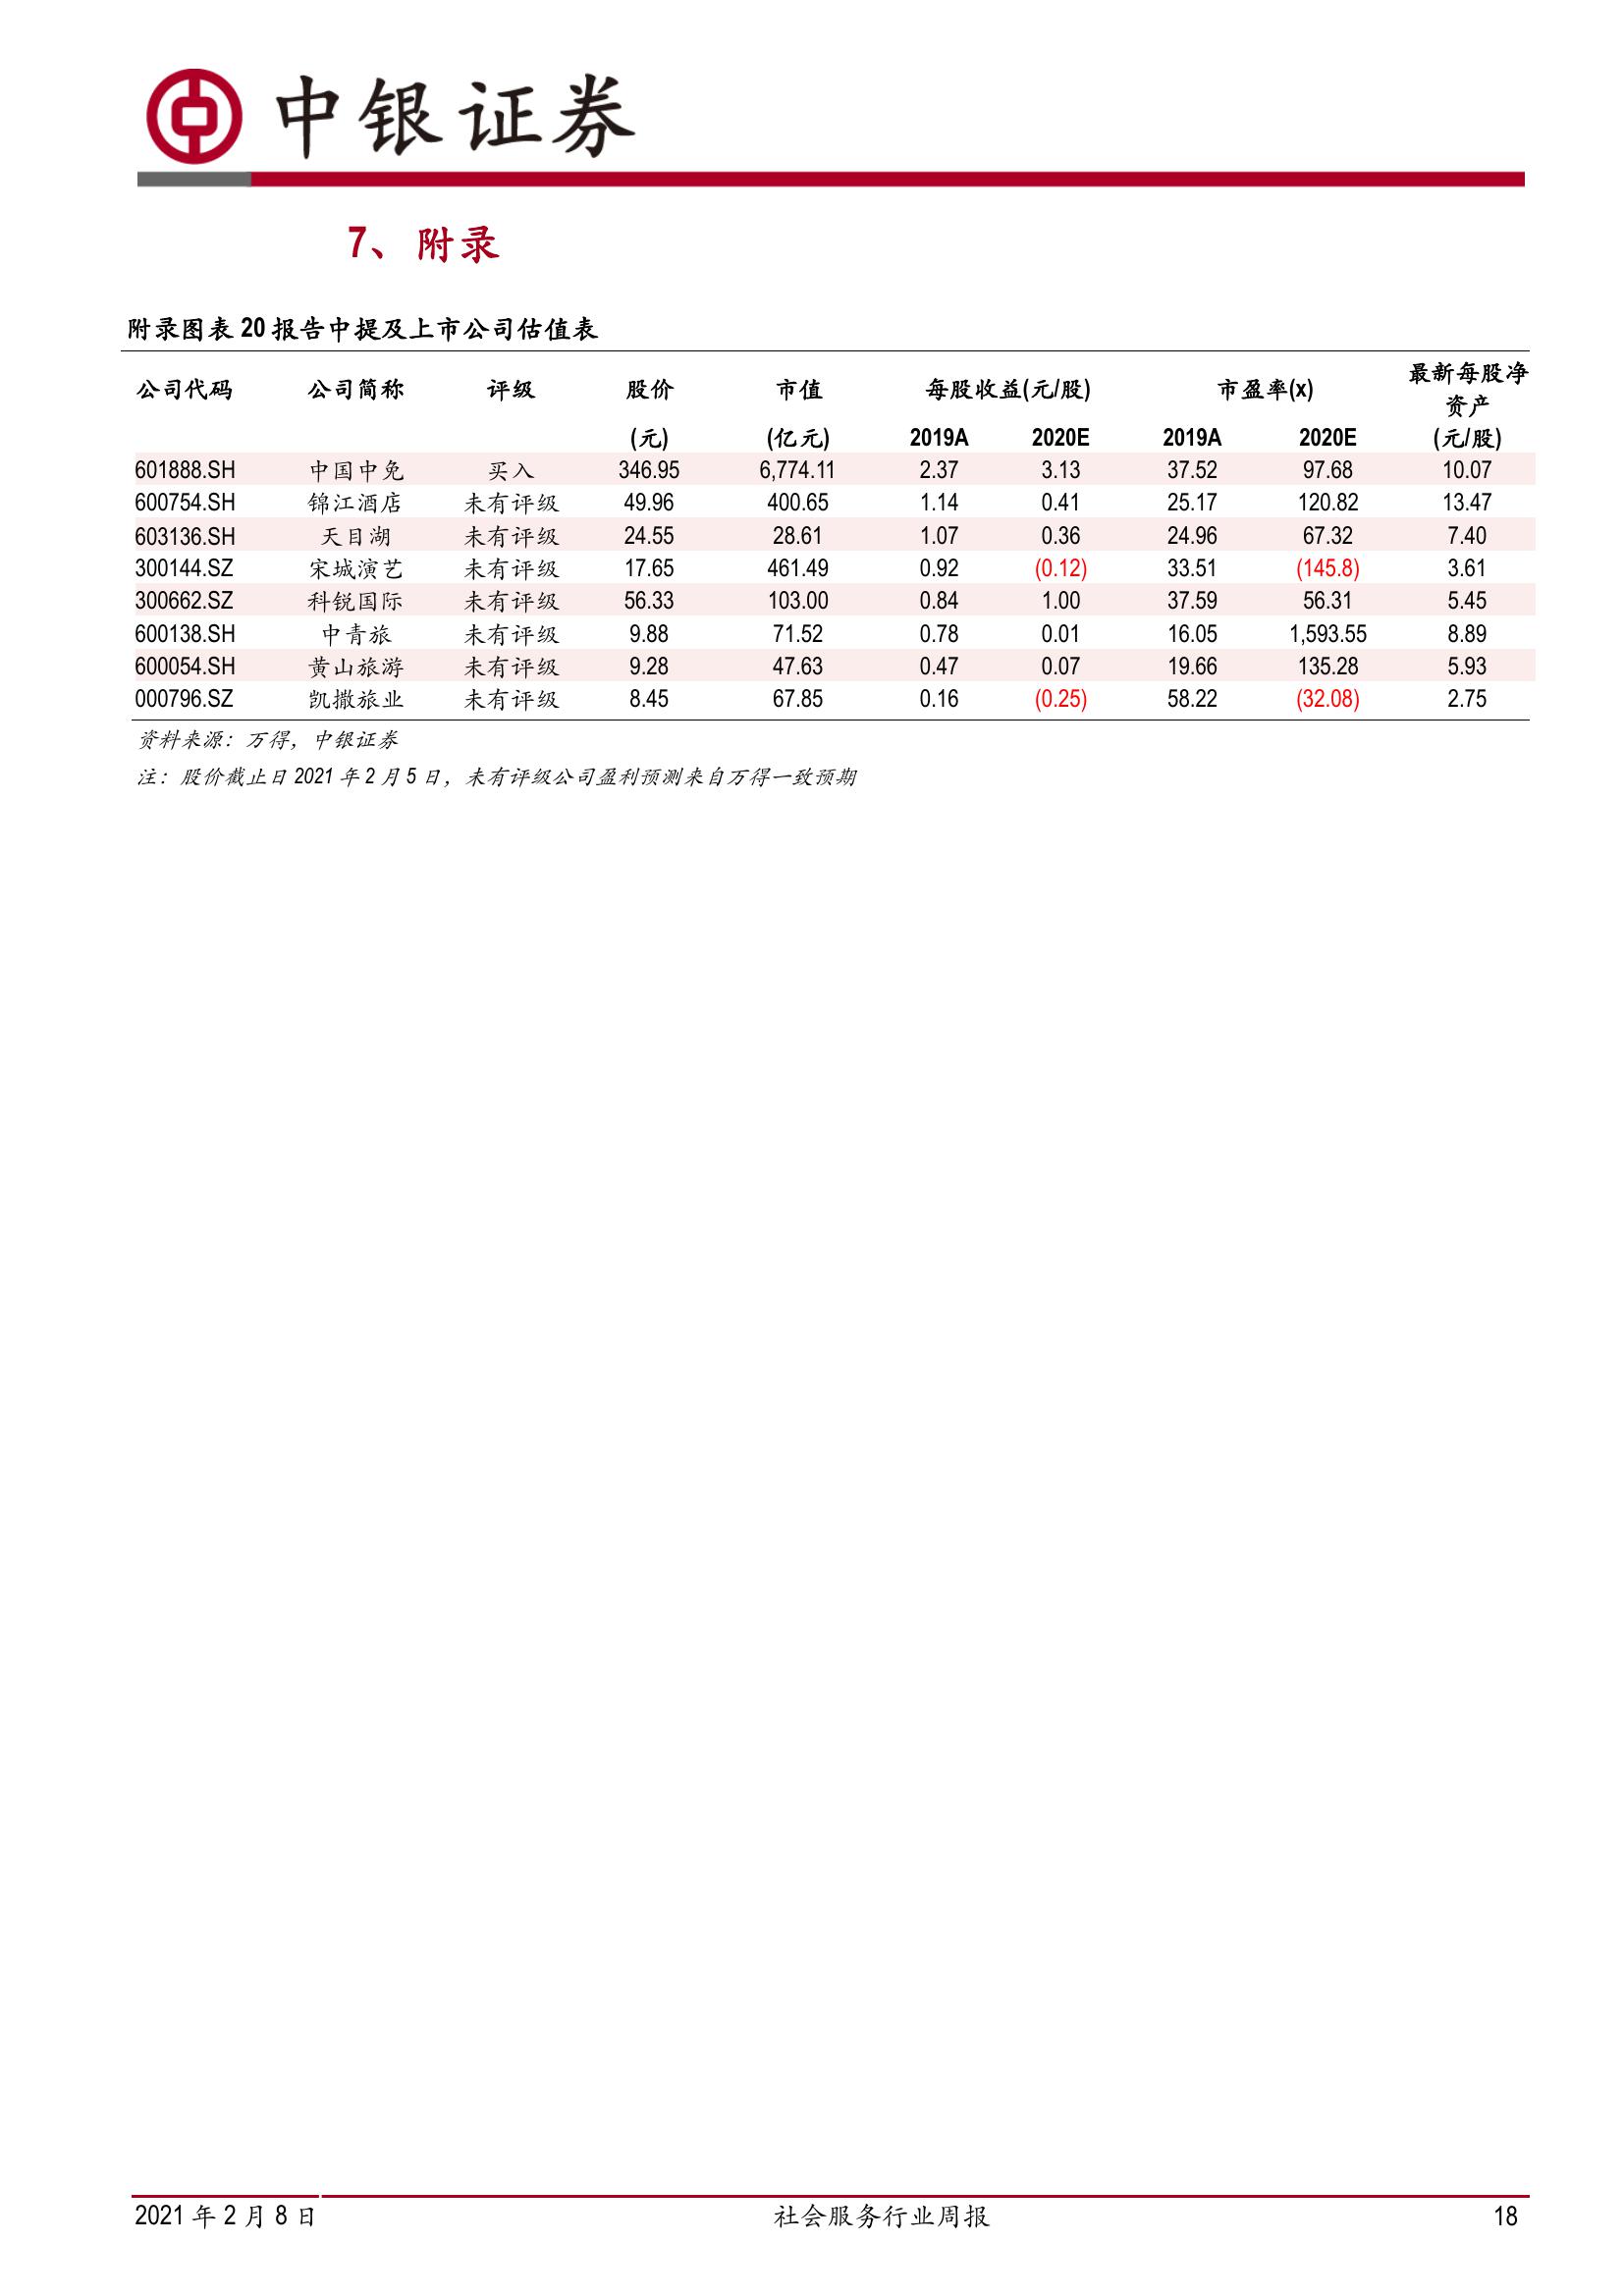 中银证券
7、附录
附录图表 20 报告中提及上市公司估值表
公司代码 公司简称 评级 股价 市值 每股收益(元/股) 市盈率(x) 最新每股净资产
(元) (亿元) 2019A 2020E 2019A 2020E (元/股)
601888.SH 中国中免 买入 346.95 6,774.11 2.37 3.13 37.52 97.68 10.07
600754.SH 锦江酒店 未有评级 49.96 400.65 1.14 0.41 25.17 120.82 13.47
603136.SH 天目湖 未有评级 24.55 28.61 1.07 0.36 24.96 67.32 7.40
300144.SZ 宋城演艺 未有评级 17.65 461.49 0.92 (0.12) 33.51 (145.8) 3.61
300662.SZ 科锐国际 未有评级 56.33 103.00 0.84 1.00 37.59 56.31 5.45
600138.SH 中青旅 未有评级 9.88 71.52 0.78 0.01 16.05 1,593.55 8.89
600054.SH 黄山旅游 未有评级 9.28 47.63 0.47 0.07 19.66 135.28 5.93
000796.SZ 凯撒旅业 未有评级 8.45 67.85 0.16 (0.25) 58.22 (32.08) 2.75
资料来源：万得，中银证券
注：股价截止日 2021 年 2 月 5 日，未有评级公司盈利预测来自万得一致预期
2021 年 2 月 8 日 社会服务行业周报 18